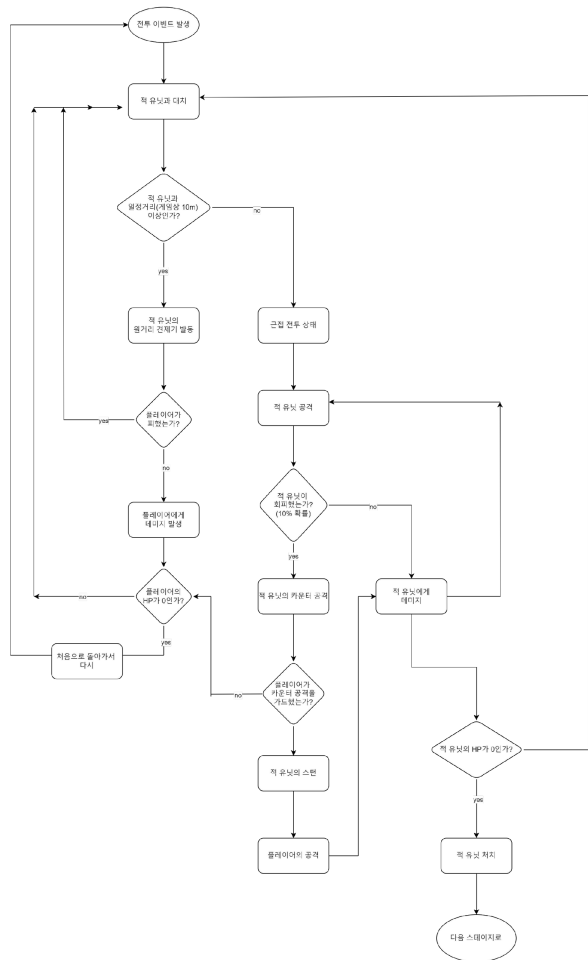 전투 이벤트 발생
적 유닛과 대치
적 유닛과
일정거리(게임상 10m)
이상인가?
no
yes
적 유닛의
원거리 견제기 발동
근접 전투 상태
플레이어가
피했는가?
yes
no
적 유닛 공격
플레이어에게
데미지 발생
적 유닛이
회피했는가?
(10% 확률)
no
yes
플레이어의
HP가 0인가?
no
yes
적 유닛의 카운터 공격
적 유닛에게
데미지
처음으로 돌아가서
다시
플레이어가
카운터 공격을
가드했는가?
no
적 유닛의 스턴
적 유닛의 HP가 0인가?
yes
플레이어의 공격
적 유닛 처치
다음 스테이지로